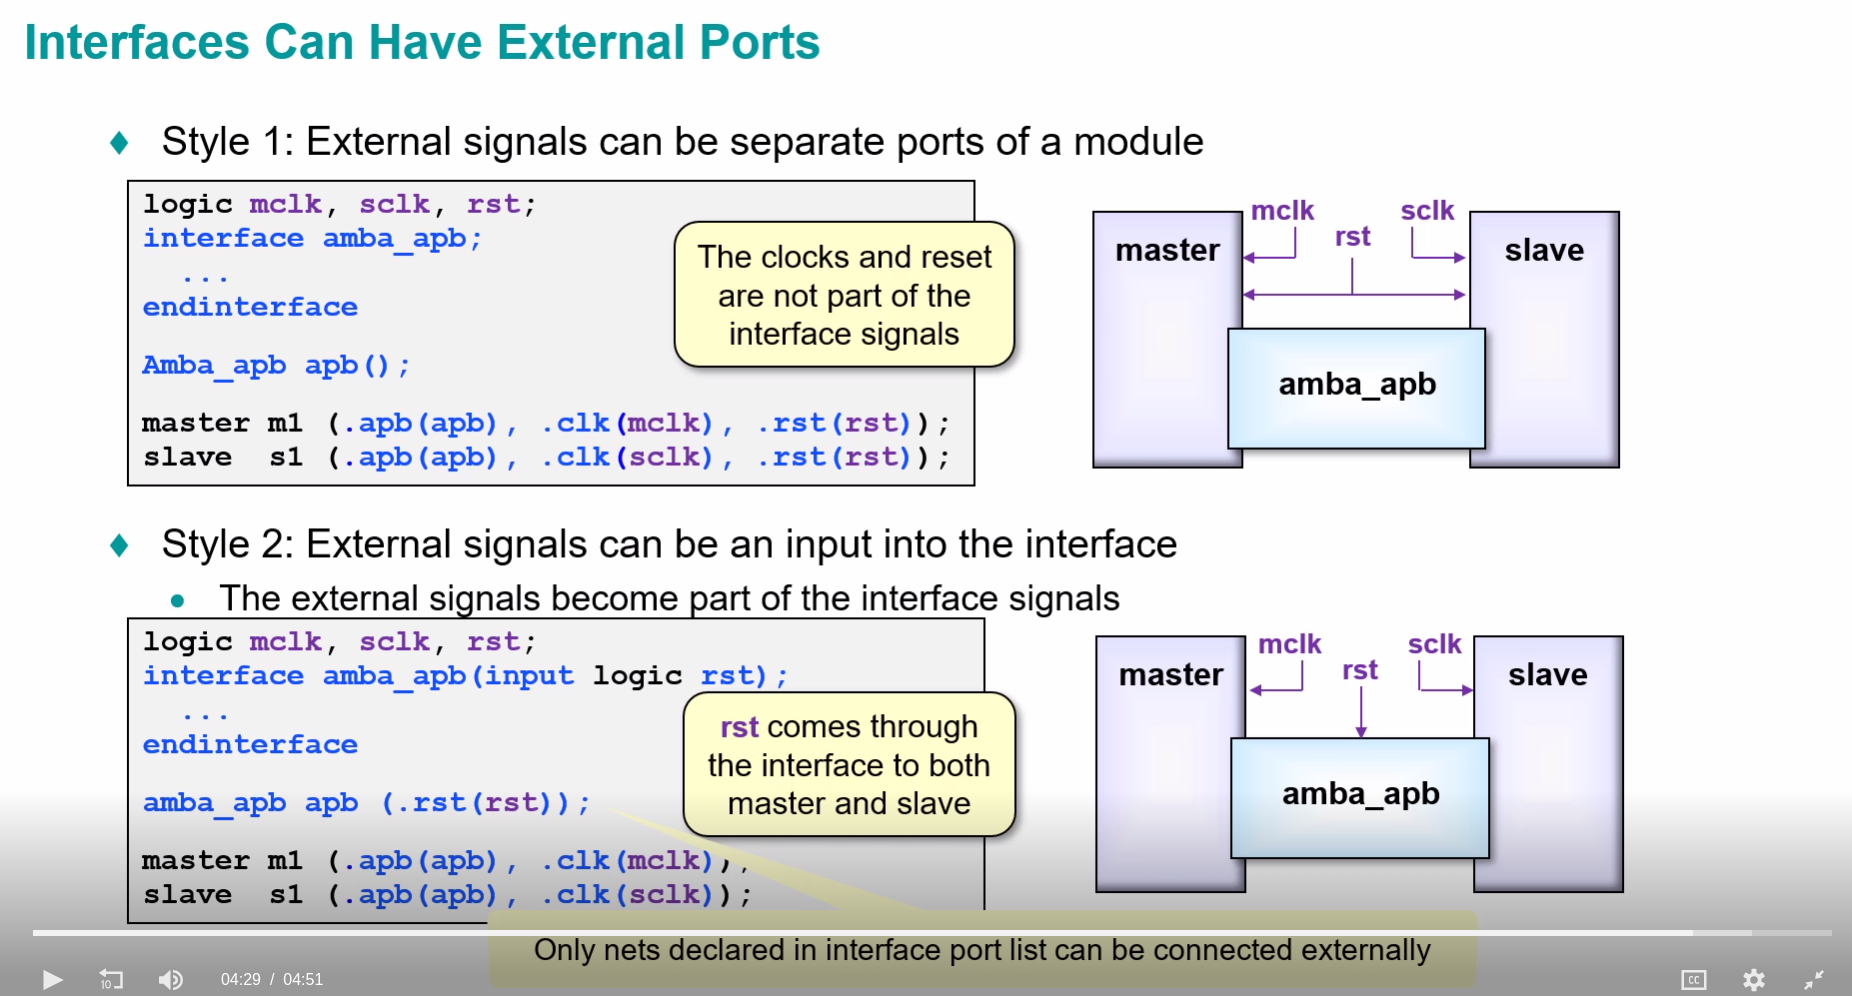 Interfaces Can Have External Ports
Style 1: External signals can be separate ports of a module
logic mclk, sclk, rst;
interface amba_apb;
...
endinterface
Amba_apb apb();
master m1 (.apb(apb), .clk(mclk), .rst(rst));
slave s1 (.apb(apb), .clk(sclk), .rst(rst));
The clocks and reset
are not part of the
interface signals
mclk
sclk
rst
master
slave
amba_apb
Style 2: External signals can be an input into the interface
The external signals become part of the interface signals
logic mclk, sclk, rst;
interface amba_apb(input logic rst);
...
endinterface
amba_apb apb (.rst(rst));
master m1 (.apb(apb), .clk(mclk));
slave s1 (.apb(apb), .clk(sclk));
rst comes through
the interface to both
master and slave
mclk
sclk
rst
master
slave
amba_apb
Only nets declared in interface port list can be connected externally
10
04:29 / 04:51
CC